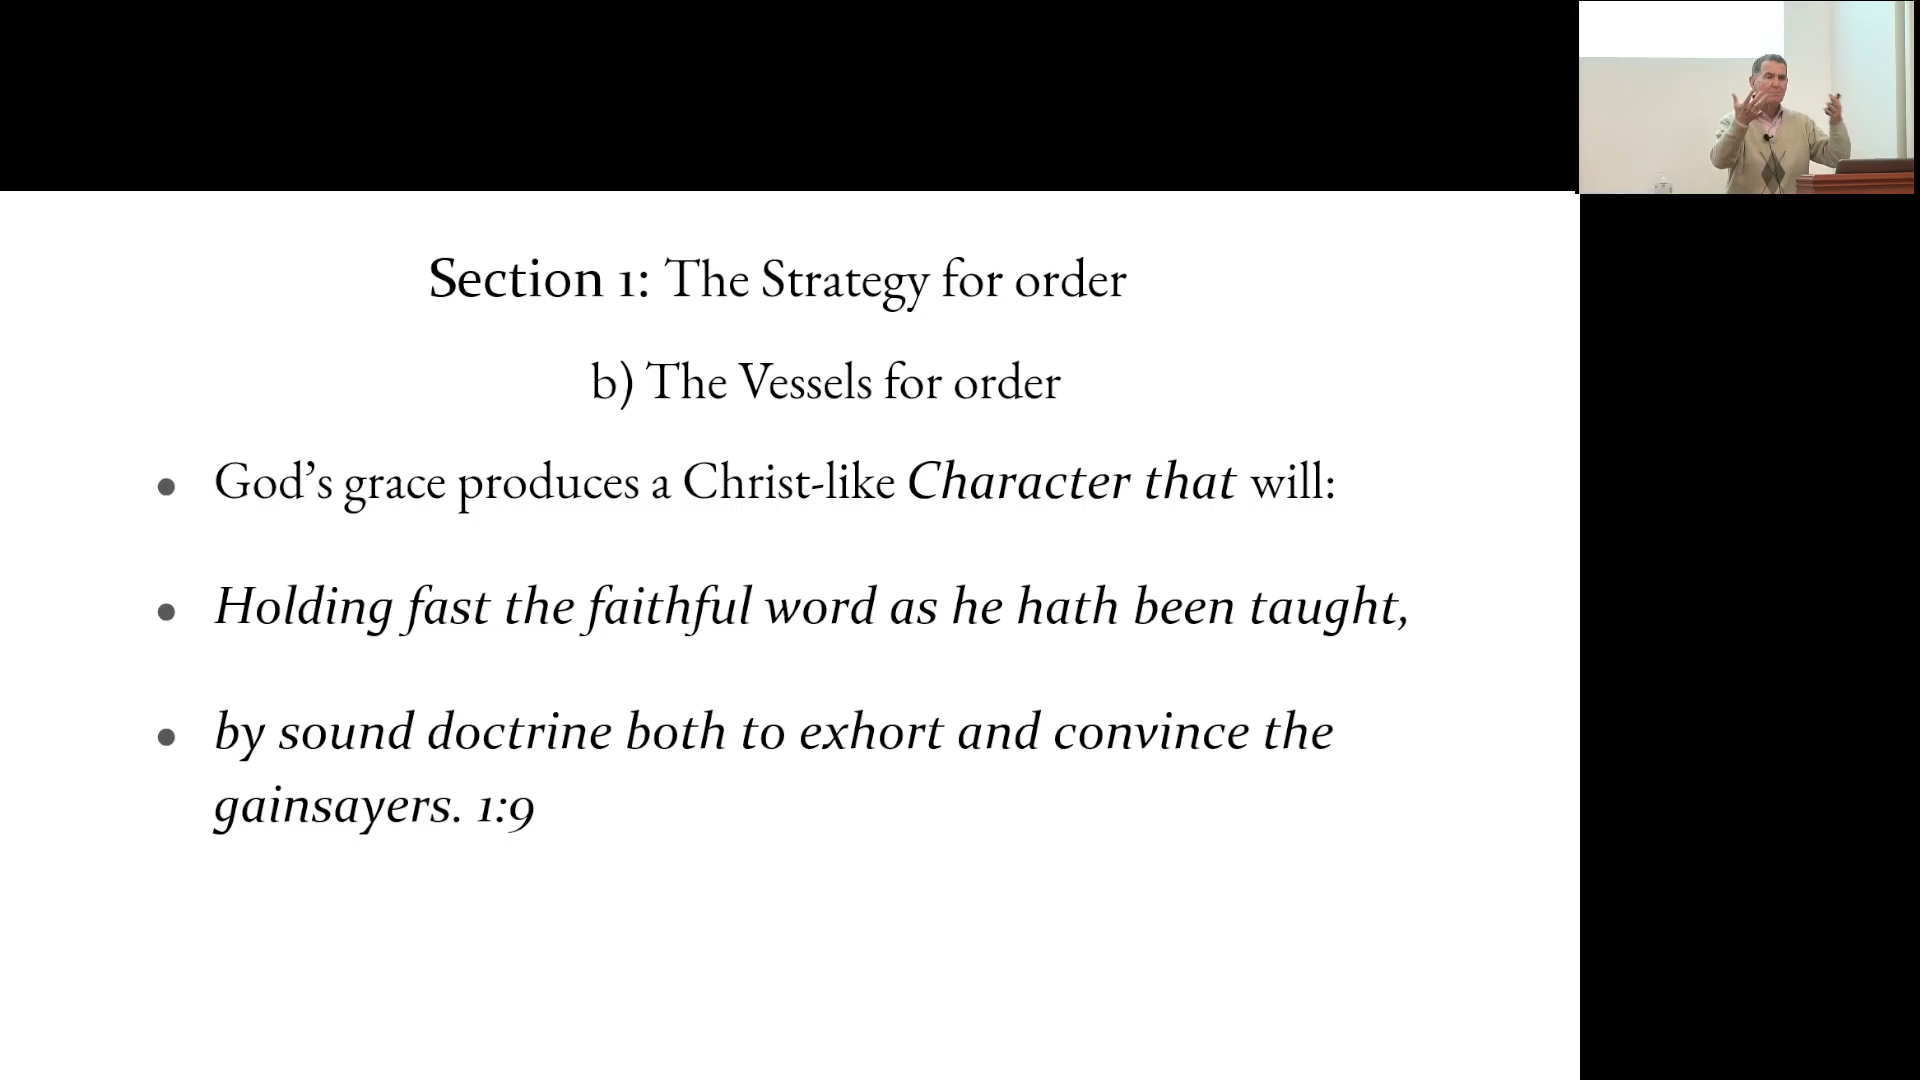 Section 1: The Strategy for order
b) The Vessels for order
• God’s grace produces a Christ-like Character that will:
• Holding fast the faithful word as he hath been taught,
• by sound doctrine both to exhort and convince the
gainsayers. 1:9